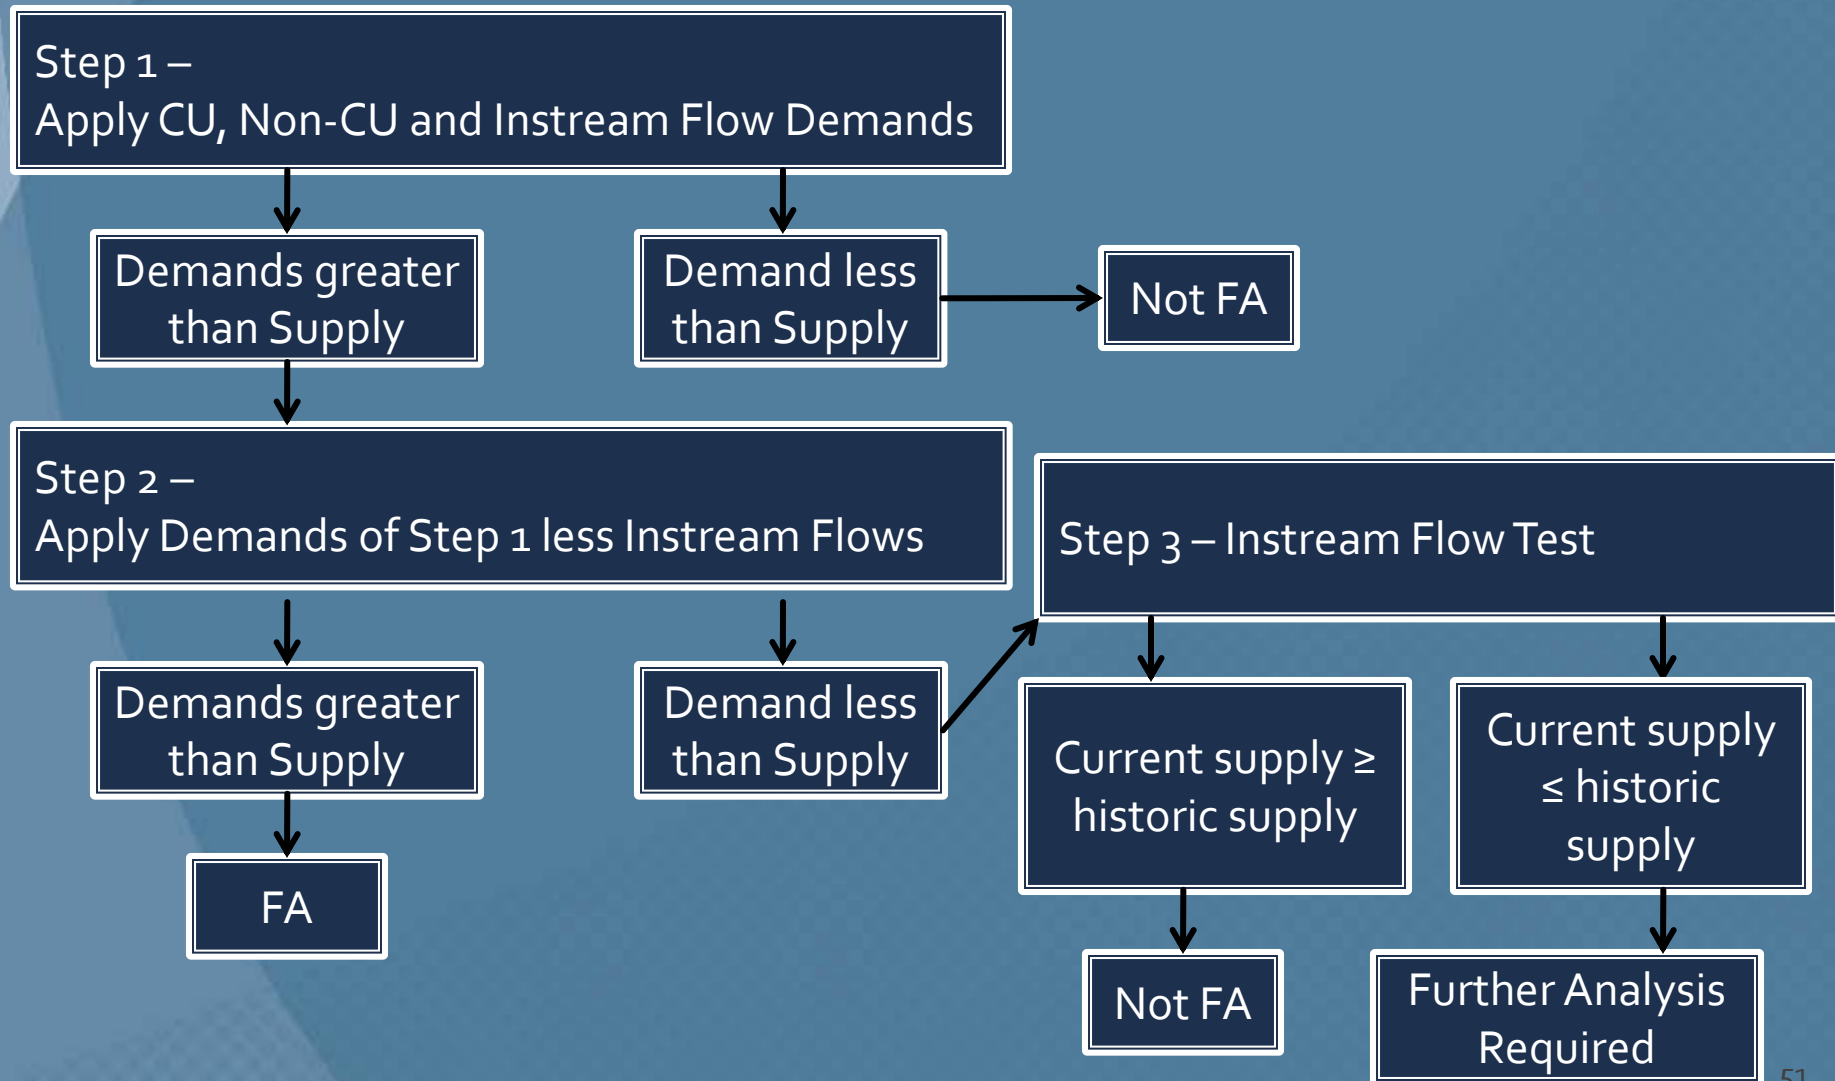 Step 1 –
Apply CU, Non-CU and Instream Flow Demands
Demands greater
than Supply
Demand less
than Supply
Not FA
Step 2 –
Apply Demands of Step 1 less Instream Flows
Step 3 – Instream Flow Test
Demands greater
than Supply
Demand less
than Supply
Current supply ≥
historic supply
Current supply
≤ historic
supply
FA
Not FA
Further Analysis
Required
51